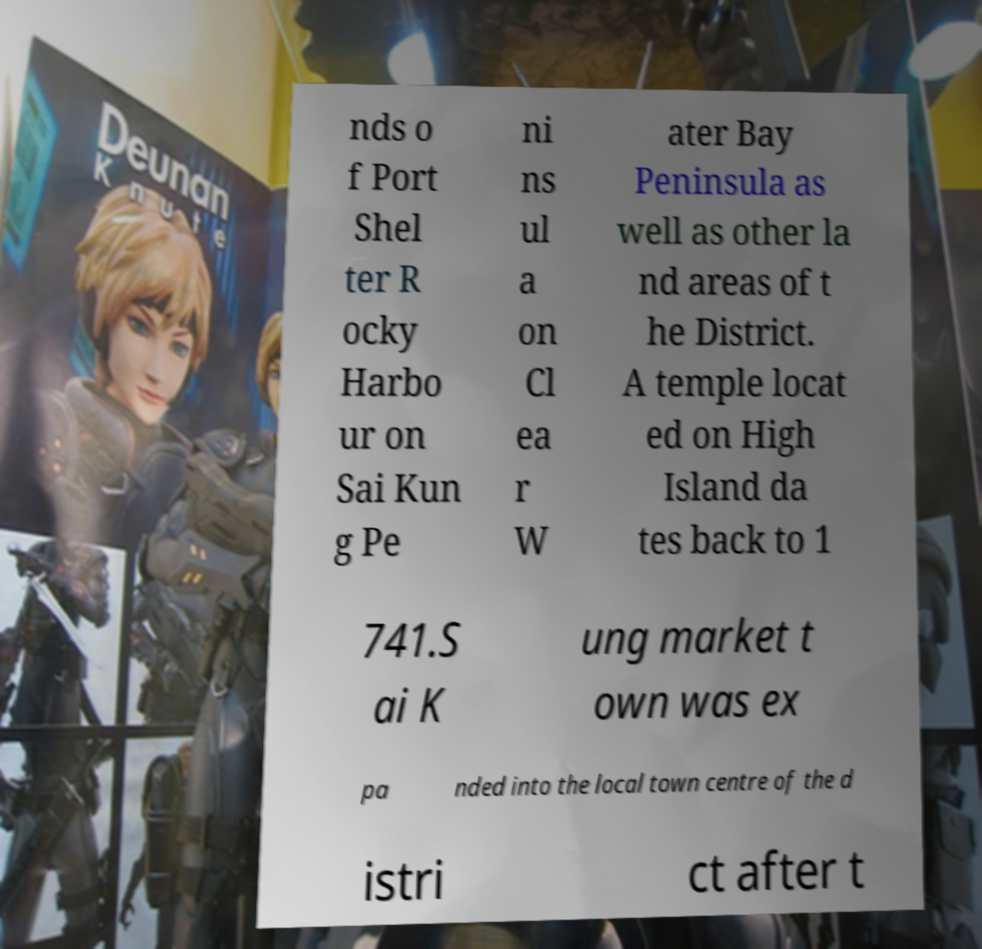 Deunan
Knute
nds o
f Port
Shel
ter R
ocky
Harbo
ur on
Sai Kun
g Pe
ni
ns
ul
a
on
Cl
ea
r
W
ater Bay
Peninsula as
well as other la
nd areas of t
he District.
A temple locat
ed on High
Island da
tes back to 1
741.S
ai K
ung market t
own was ex
pa
nded into the local town centre of the d
istri
ct after t